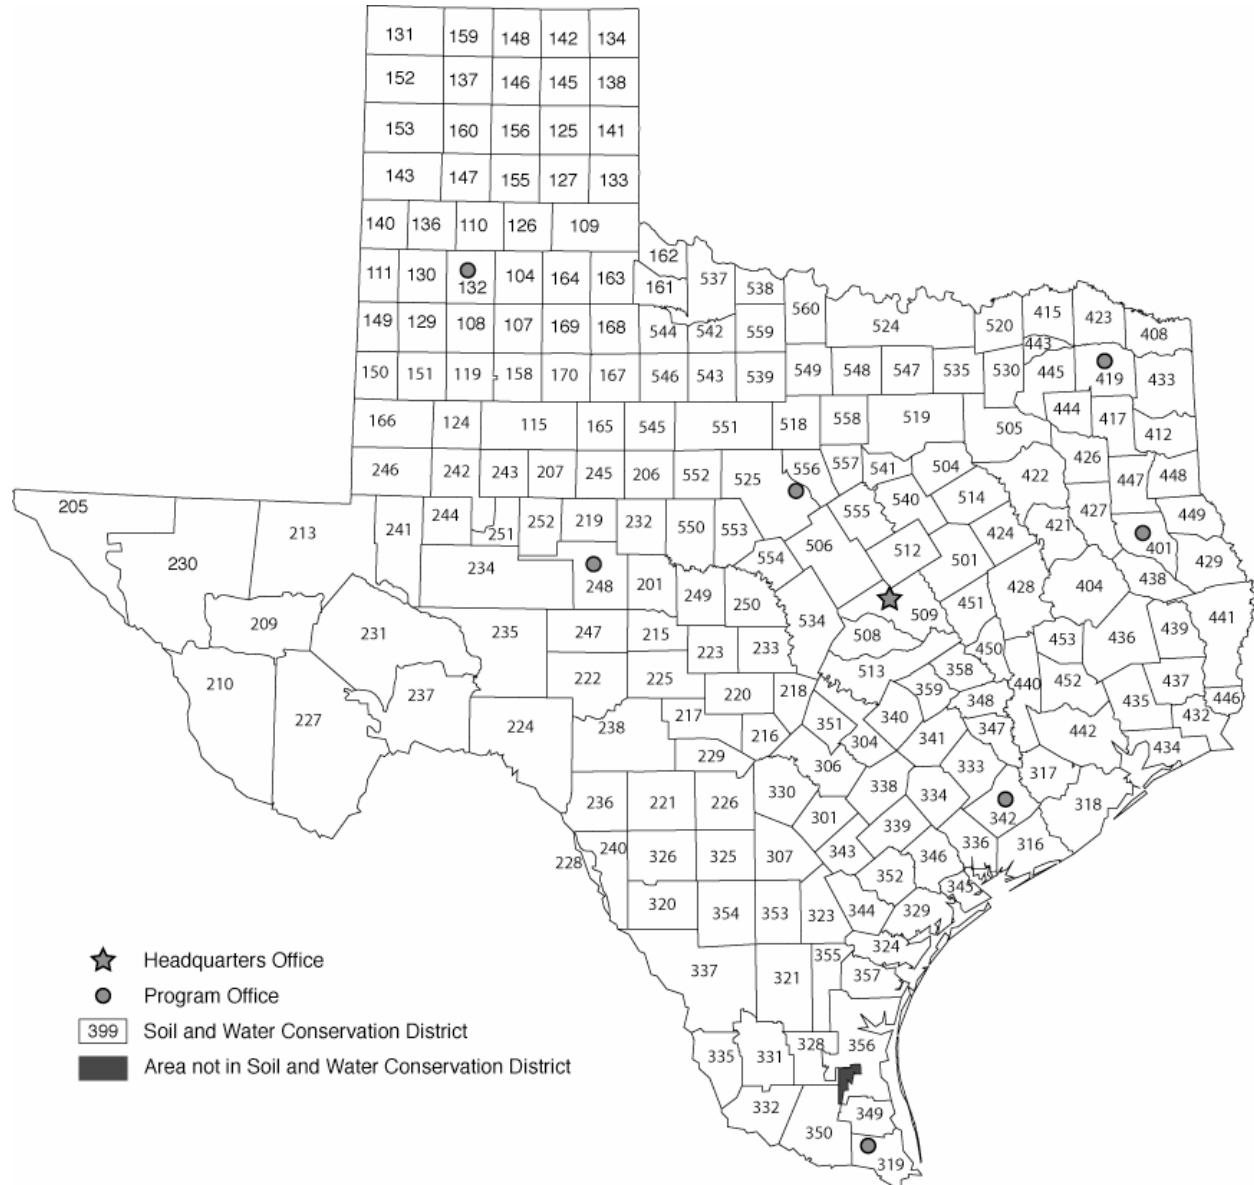 131 159 148 142 134
152 137 146 145 138
153 160 156 125 141
143 147 155 127 133
140 136 110 126 109
162
111 130 132 104 164 163 161 537 538
560 415 423
149 129 108 107 169 168 544 542 559 524 520 408
443
150 151 119 158 170 167 546 543 539 549 548 547 535 530 445 419 433
444
166 124 115 165 545 551 518 558 519 505 417 412
426
246 242 243 207 245 206 552 525 556 557 541 504 422 447 448
205 540 514
244 251 252 219 232 550 553 555 427 449
213 241 424 421
230 554 506 512 501 401 429
234 248 201 249 250 404 438
451 428
209 231 235 247 215 534 508 509 453 436 439 441
223 233 513 450
210 237 222 225 358 440 452 437
220 218 359 348 435 446
227 224 238 217 216 351 340 347 432
304 341 442 434
229 306 333 317
236 221 226 330 338 334 342 318
301 339
228 240 326 325 307 343 346 336 316
352 345
320 354 353 323 344 329
324
Headquarters Office
355
337 321 357
Program Office
399 Soil and Water Conservation District
328 356
335 331
Area not in Soil and Water Conservation District
332 349
350
319